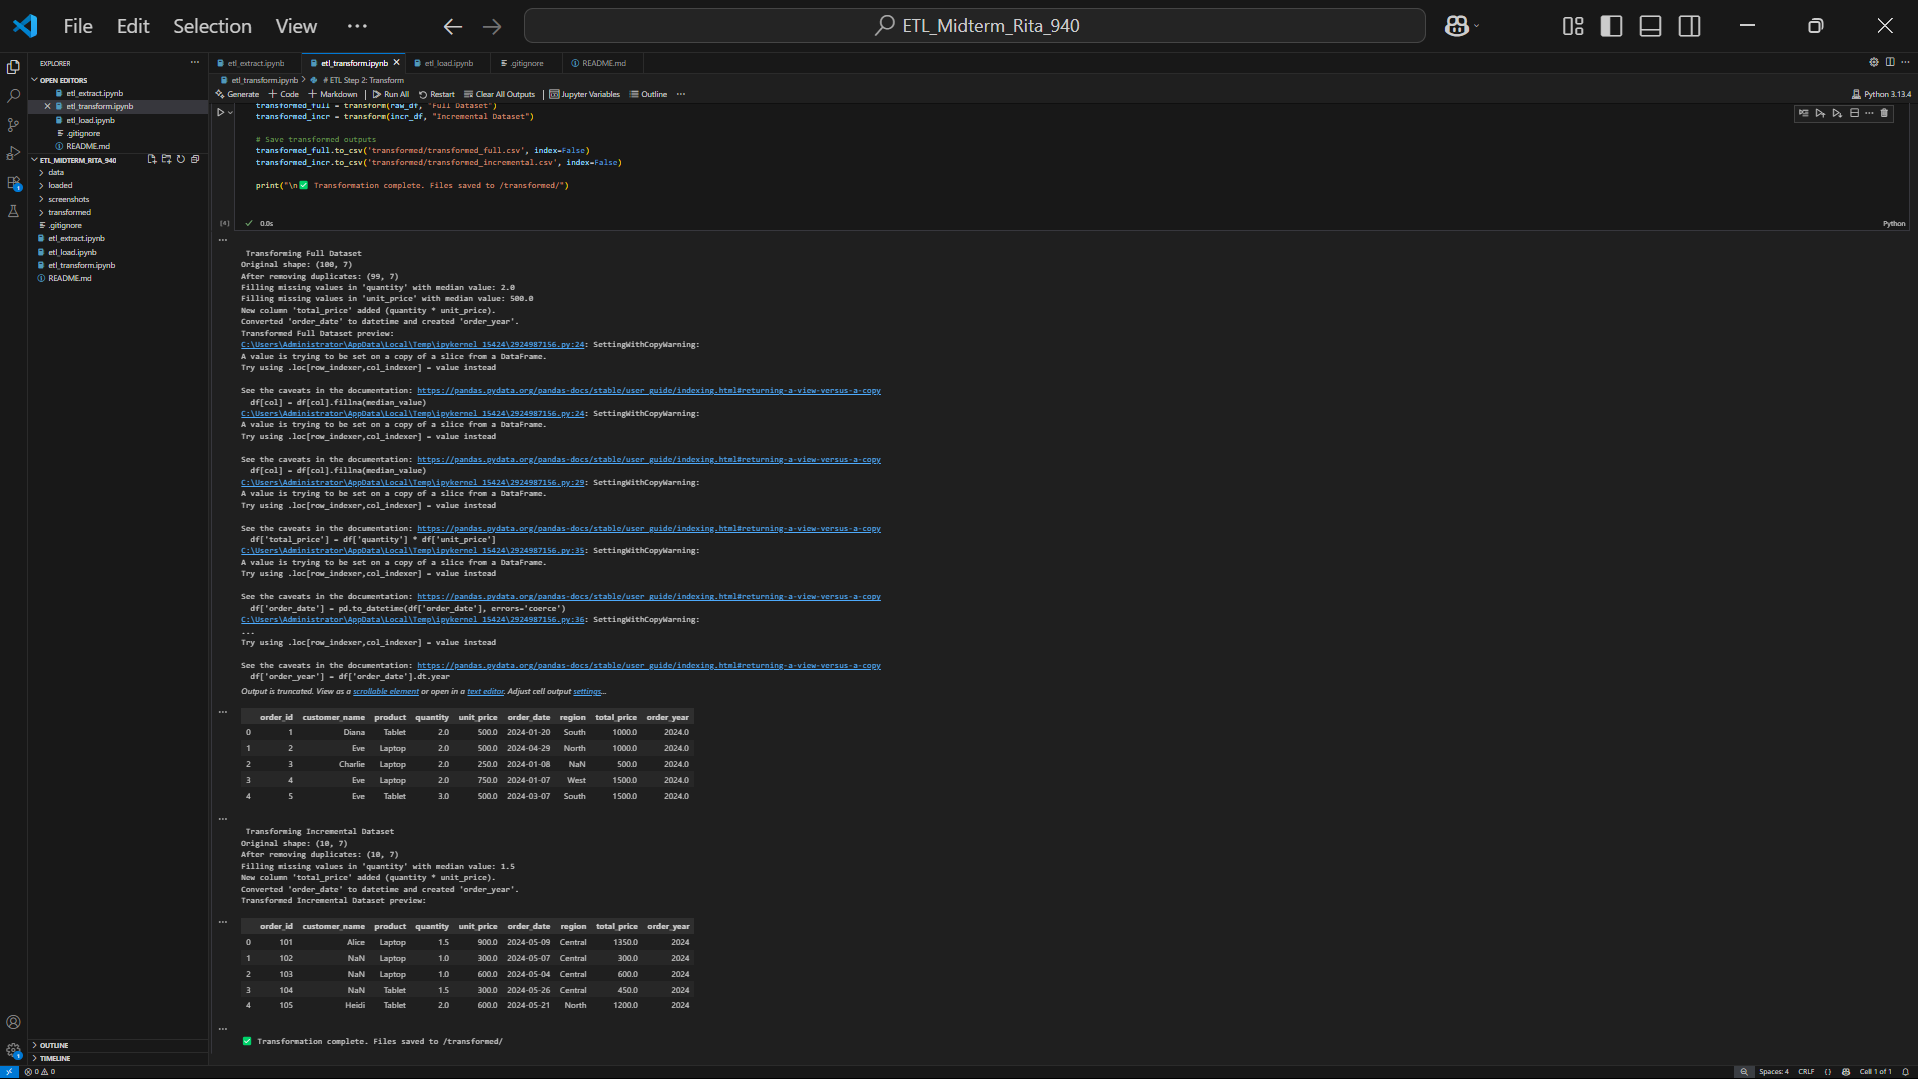 File Edit Selection View ETL_Midterm_Rita_940
EXPLORER
OPEN EDITORS
etl_extract.ipynb
etl_transform.ipynb
etl_load.ipynb
.gitignore
README.md
ETL_MIDTERM_RITA_940
data
loaded
screenshots
transformed
.gitignore
etl_extract.ipynb
etl_load.ipynb
etl_transform.ipynb
README.md
OUTLINE
TIMELINE
etl_extract.ipynb etl_transform.ipynb etl_load.ipynb .gitignore README.md
etl_transform.ipynb > # ETL Step 2: Transform
Generate + Code + Markdown Run All Restart Clear All Outputs Jupyter Variables Outline ... Python 3.13.4
transformed_full = transform(raw_df, "Full Dataset")
transformed_incr = transform(incr_df, "Incremental Dataset")
# Save transformed outputs
transformed_full.to_csv('transformed/transformed_full.csv', index=False)
transformed_incr.to_csv('transformed/transformed_incremental.csv', index=False)
print("\n✅ Transformation complete. Files saved to /transformed/")
[4] 0.0s Python
Transforming Full Dataset
Original shape: (100, 7)
After removing duplicates: (99, 7)
Filling missing values in 'quantity' with median value: 2.0
Filling missing values in 'unit_price' with median value: 500.0
New column 'total_price' added (quantity * unit_price).
Converted 'order_date' to datetime and created 'order_year'.
Transformed Full Dataset preview:
C:\Users\Administrator\AppData\Local\Temp\ipykernel_15424\2924987156.py:24: SettingWithCopyWarning:
A value is trying to be set on a copy of a slice from a DataFrame.
Try using .loc[row_indexer,col_indexer] = value instead
See the caveats in the documentation: https://pandas.pydata.org/pandas-docs/stable/user_guide/indexing.html#returning-a-view-versus-a-copy
df[col] = df[col].fillna(median_value)
C:\Users\Administrator\AppData\Local\Temp\ipykernel_15424\2924987156.py:24: SettingWithCopyWarning:
A value is trying to be set on a copy of a slice from a DataFrame.
Try using .loc[row_indexer,col_indexer] = value instead
See the caveats in the documentation: https://pandas.pydata.org/pandas-docs/stable/user_guide/indexing.html#returning-a-view-versus-a-copy
df[col] = df[col].fillna(median_value)
C:\Users\Administrator\AppData\Local\Temp\ipykernel_15424\2924987156.py:29: SettingWithCopyWarning:
A value is trying to be set on a copy of a slice from a DataFrame.
Try using .loc[row_indexer,col_indexer] = value instead
See the caveats in the documentation: https://pandas.pydata.org/pandas-docs/stable/user_guide/indexing.html#returning-a-view-versus-a-copy
df['total_price'] = df['quantity'] * df['unit_price']
C:\Users\Administrator\AppData\Local\Temp\ipykernel_15424\2924987156.py:35: SettingWithCopyWarning:
A value is trying to be set on a copy of a slice from a DataFrame.
Try using .loc[row_indexer,col_indexer] = value instead
See the caveats in the documentation: https://pandas.pydata.org/pandas-docs/stable/user_guide/indexing.html#returning-a-view-versus-a-copy
df['order_date'] = pd.to_datetime(df['order_date'], errors='coerce')
C:\Users\Administrator\AppData\Local\Temp\ipykernel_15424\2924987156.py:36: SettingWithCopyWarning:
...
Try using .loc[row_indexer,col_indexer] = value instead
See the caveats in the documentation: https://pandas.pydata.org/pandas-docs/stable/user_guide/indexing.html#returning-a-view-versus-a-copy
df['order_year'] = df['order_date'].dt.year
Output is truncated. View as a scrollable element or open in a text editor. Adjust cell output settings...
order_id customer_name product quantity unit_price order_date region total_price order_year
0 1 Diana Tablet 2.0 500.0 2024-01-20 South 1000.0 2024.0
1 2 Eve Laptop 2.0 500.0 2024-04-29 North 1000.0 2024.0
2 3 Charlie Laptop 2.0 250.0 2024-01-08 NaN 500.0 2024.0
3 4 Eve Laptop 2.0 750.0 2024-01-07 West 1500.0 2024.0
4 5 Eve Tablet 3.0 500.0 2024-03-07 South 1500.0 2024.0
Transforming Incremental Dataset
Original shape: (10, 7)
After removing duplicates: (10, 7)
Filling missing values in 'quantity' with median value: 1.5
New column 'total_price' added (quantity * unit_price).
Converted 'order_date' to datetime and created 'order_year'.
Transformed Incremental Dataset preview:
order_id customer_name product quantity unit_price order_date region total_price order_year
0 101 Alice Laptop 1.5 900.0 2024-05-09 Central 1350.0 2024
1 102 NaN Laptop 1.0 300.0 2024-05-07 Central 300.0 2024
2 103 NaN Laptop 1.0 600.0 2024-05-04 Central 600.0 2024
3 104 NaN Tablet 1.5 300.0 2024-05-26 Central 450.0 2024
4 105 Heidi Tablet 2.0 600.0 2024-05-21 North 1200.0 2024
✅ Transformation complete. Files saved to /transformed/
0 0 Spaces: 4 CRLF {} Cell 1 of 1